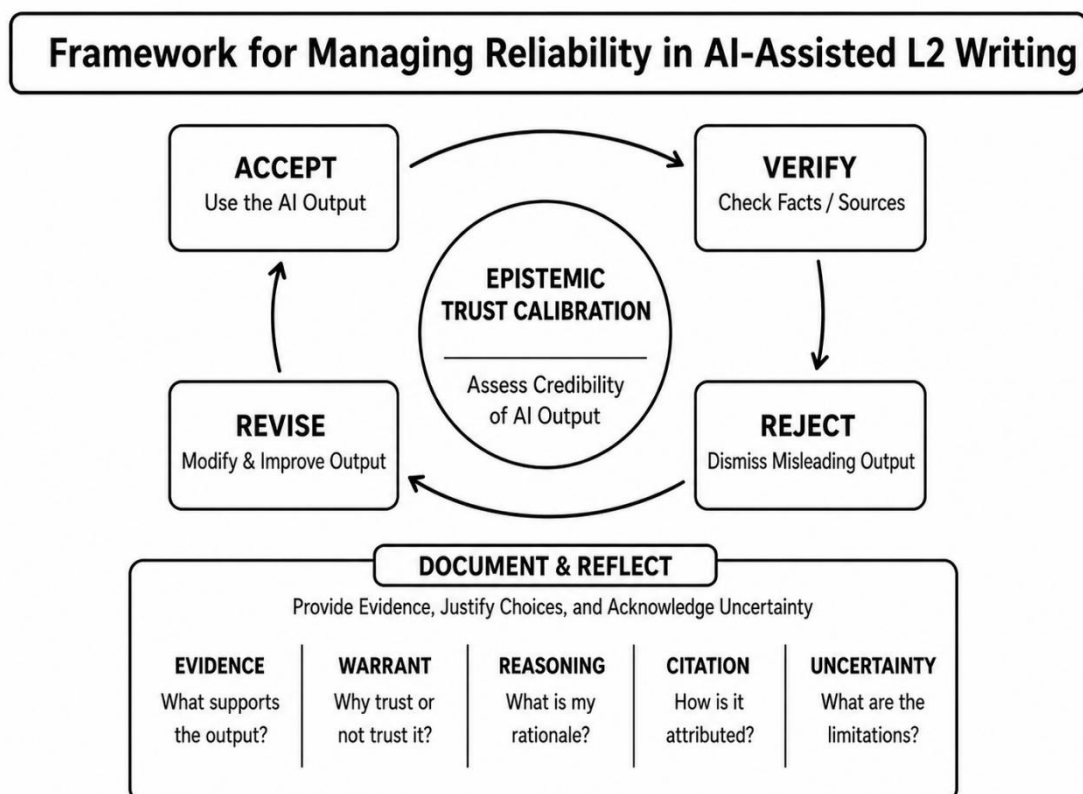 Framework for Managing Reliability in AI-Assisted L2 Writing
ACCEPT
Use the AI Output
VERIFY
Check Facts / Sources
EPISTEMIC
TRUST CALIBRATION
Assess Credibility
of AI Output
REVISE
Modify & Improve Output
REJECT
Dismiss Misleading Output
DOCUMENT & REFLECT
Provide Evidence, Justify Choices, and Acknowledge Uncertainty
EVIDENCE
What supports
the output?
WARRANT
Why trust or
not trust it?
REASONING
What is my
rationale?
CITATION
How is it
attributed?
UNCERTAINTY
What are the
limitations?